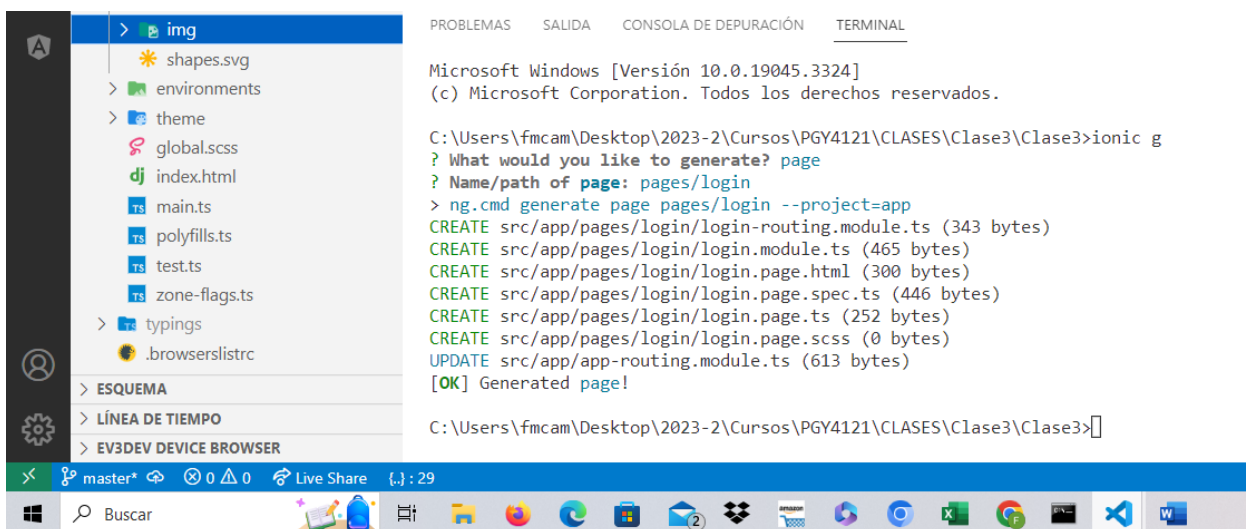 img
shapes.svg
environments
theme
global.scss
index.html
main.ts
polyfills.ts
test.ts
zone-flags.ts
typings
.browserslistrc
ESQUEMA
LÍNEA DE TIEMPO
EV3DEV DEVICE BROWSER
PROBLEMAS SALIDA CONSOLA DE DEPURACIÓN TERMINAL
Microsoft Windows [Versión 10.0.19045.3324]
(c) Microsoft Corporation. Todos los derechos reservados.
C:\Users\fmcam\Desktop\2023-2\Cursos\PGY4121\CLASES\Clase3\Clase3>ionic g
? What would you like to generate? page
? Name/path of page: pages/login
> ng.cmd generate page pages/login --project=app
CREATE src/app/pages/login/login-routing.module.ts (343 bytes)
CREATE src/app/pages/login/login.module.ts (465 bytes)
CREATE src/app/pages/login/login.page.html (300 bytes)
CREATE src/app/pages/login/login.page.spec.ts (446 bytes)
CREATE src/app/pages/login/login.page.ts (252 bytes)
CREATE src/app/pages/login/login.page.scss (0 bytes)
UPDATE src/app/app-routing.module.ts (613 bytes)
[OK] Generated page!
C:\Users\fmcam\Desktop\2023-2\Cursos\PGY4121\CLASES\Clase3\Clase3>
master* 0 0 Live Share {..} : 29
Buscar